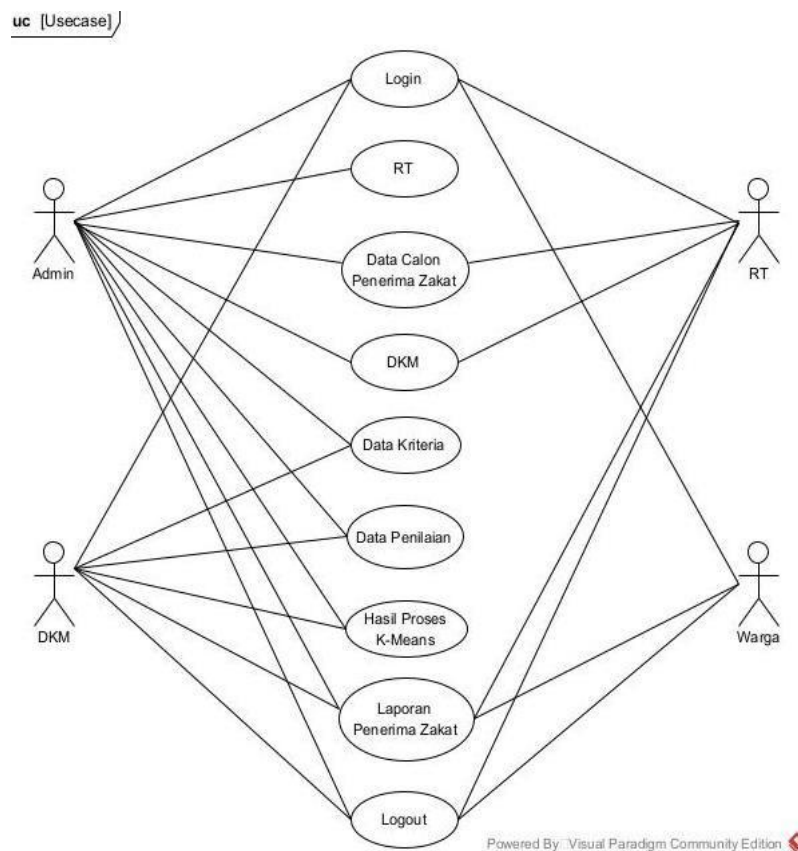 uc [Usecase]
Login
RT
Admin
Data Calon
Penerima Zakat
RT
DKM
Data Kriteria
Data Penilaian
DKM
Hasil Proses
K-Means
Warga
Laporan
Penerima Zakat
Logout
Powered By Visual Paradigm Community Edition